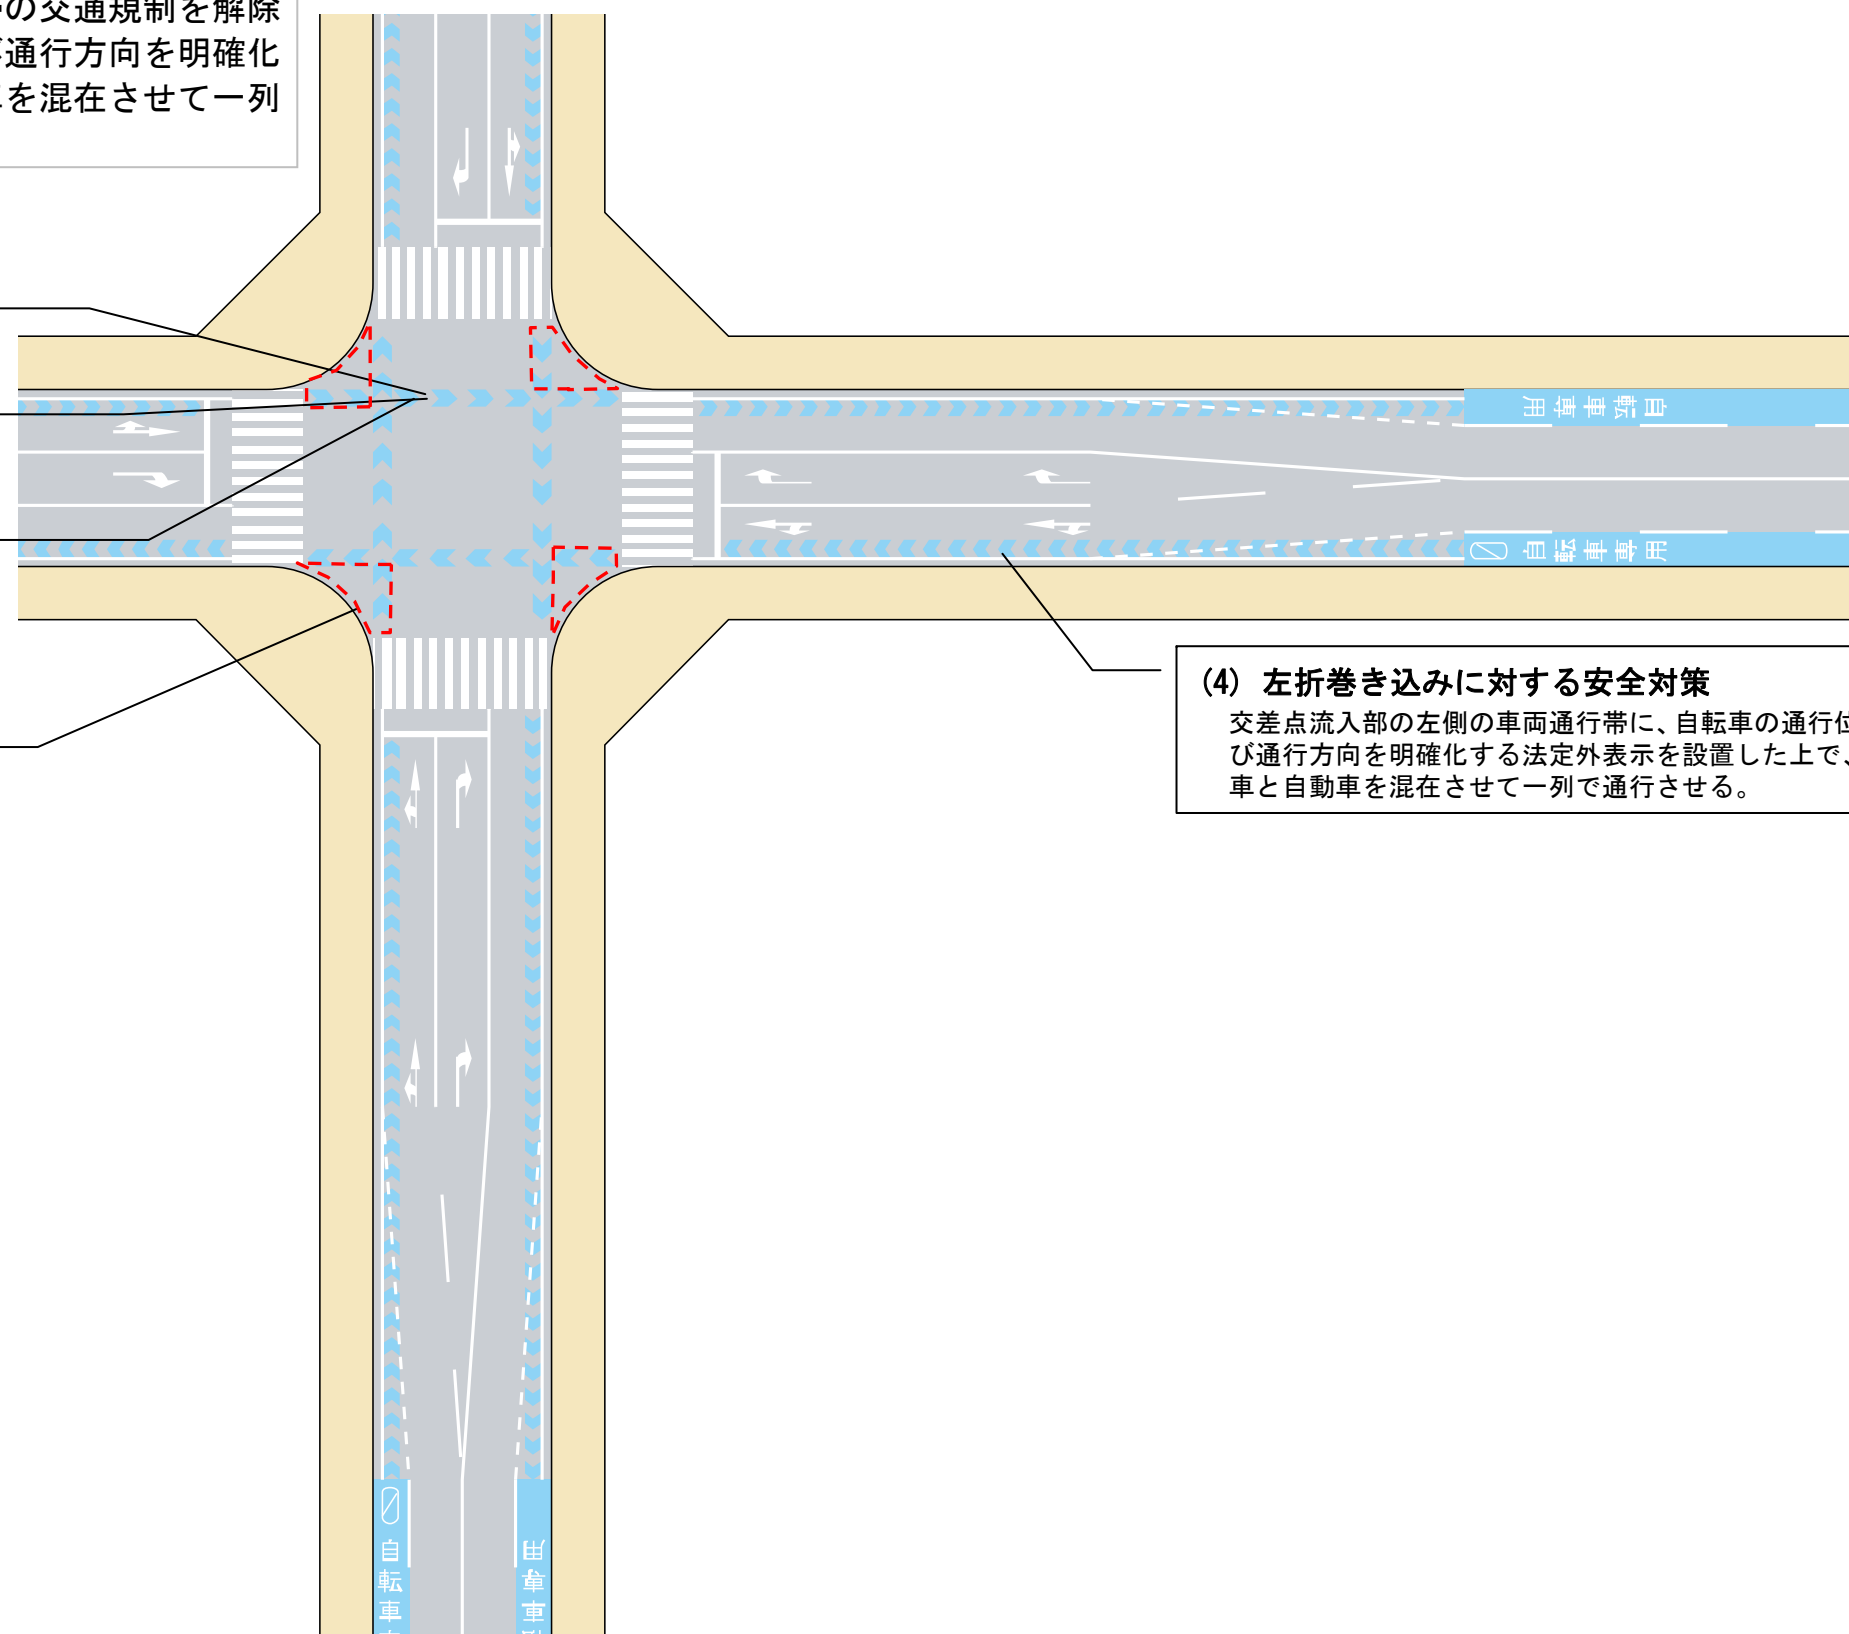 の交通規制を解除
通行方向を明確化
を混在させて一列
自転車専用
自転車専用
(4) 左折巻き込みに対する安全対策
交差点流入部の左側の車両通行帯に、自転車の通行位
び通行方向を明確化する法定外表示を設置した上で、
車と自動車を混在させて一列で通行させる。
自転車
用専車